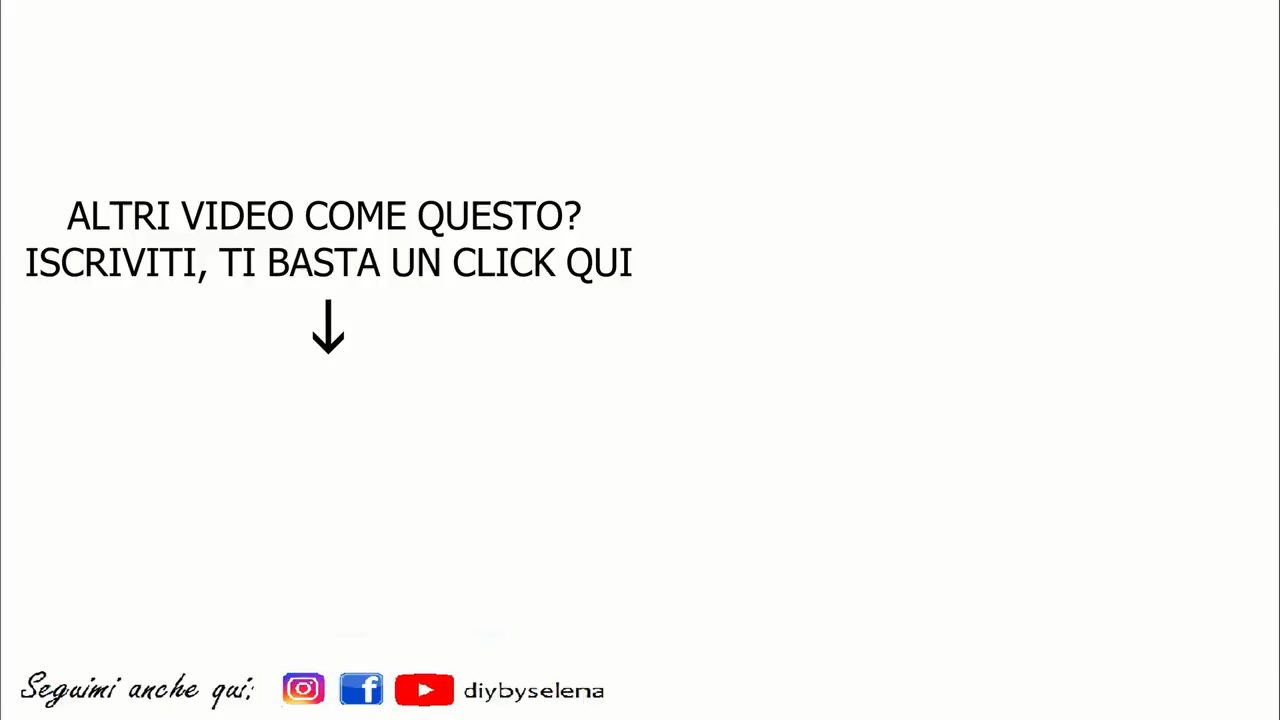 ALTRI VIDEO COME QUESTO?
ISCRIVITI, TI BASTA UN CLICK QUI
Seguimi anche qui: diybyselena